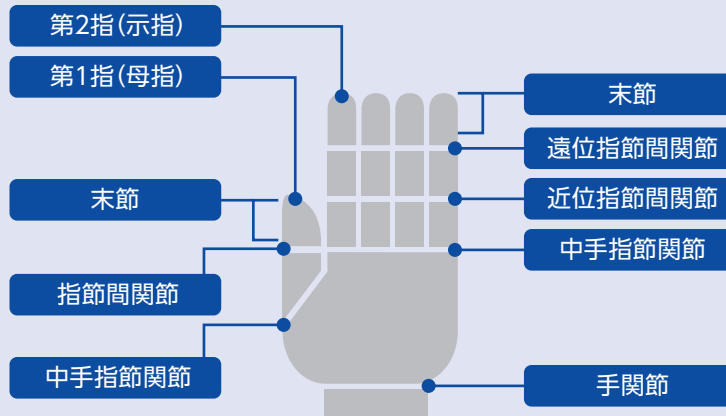 第2指(示指)
第1指(母指)
末節
指節間関節
中手指節関節
末節
遠位指節間関節
近位指節間関節
中手指節関節
手関節